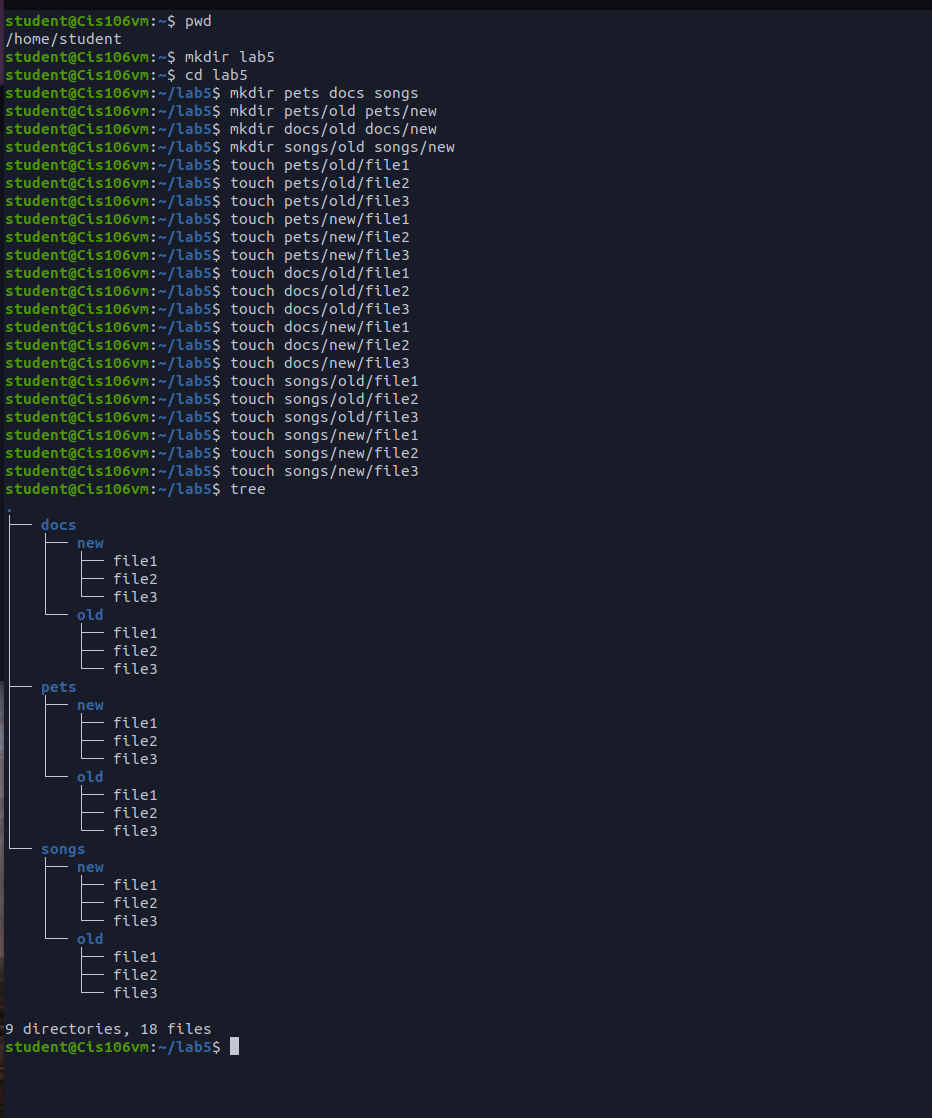 student@Cis106vm:~$ pwd
/home/student
student@Cis106vm:~$ mkdir lab5
student@Cis106vm:~$ cd lab5
student@Cis106vm:~/lab5$ mkdir pets docs songs
student@Cis106vm:~/lab5$ mkdir pets/old pets/new
student@Cis106vm:~/lab5$ mkdir docs/old docs/new
student@Cis106vm:~/lab5$ mkdir songs/old songs/new
student@Cis106vm:~/lab5$ touch pets/old/file1
student@Cis106vm:~/lab5$ touch pets/old/file2
student@Cis106vm:~/lab5$ touch pets/old/file3
student@Cis106vm:~/lab5$ touch pets/new/file1
student@Cis106vm:~/lab5$ touch pets/new/file2
student@Cis106vm:~/lab5$ touch pets/new/file3
student@Cis106vm:~/lab5$ touch docs/old/file1
student@Cis106vm:~/lab5$ touch docs/old/file2
student@Cis106vm:~/lab5$ touch docs/old/file3
student@Cis106vm:~/lab5$ touch docs/new/file1
student@Cis106vm:~/lab5$ touch docs/new/file2
student@Cis106vm:~/lab5$ touch docs/new/file3
student@Cis106vm:~/lab5$ touch songs/old/file1
student@Cis106vm:~/lab5$ touch songs/old/file2
student@Cis106vm:~/lab5$ touch songs/old/file3
student@Cis106vm:~/lab5$ touch songs/new/file1
student@Cis106vm:~/lab5$ touch songs/new/file2
student@Cis106vm:~/lab5$ touch songs/new/file3
student@Cis106vm:~/lab5$ tree
.
├── docs
│   ├── new
│   │   ├── file1
│   │   ├── file2
│   │   └── file3
│   └── old
│       ├── file1
│       ├── file2
│       └── file3
├── pets
│   ├── new
│   │   ├── file1
│   │   ├── file2
│   │   └── file3
│   └── old
│       ├── file1
│       ├── file2
│       └── file3
└── songs
    ├── new
    │   ├── file1
    │   ├── file2
    │   └── file3
    └── old
        ├── file1
        ├── file2
        └── file3

9 directories, 18 files
student@Cis106vm:~/lab5$